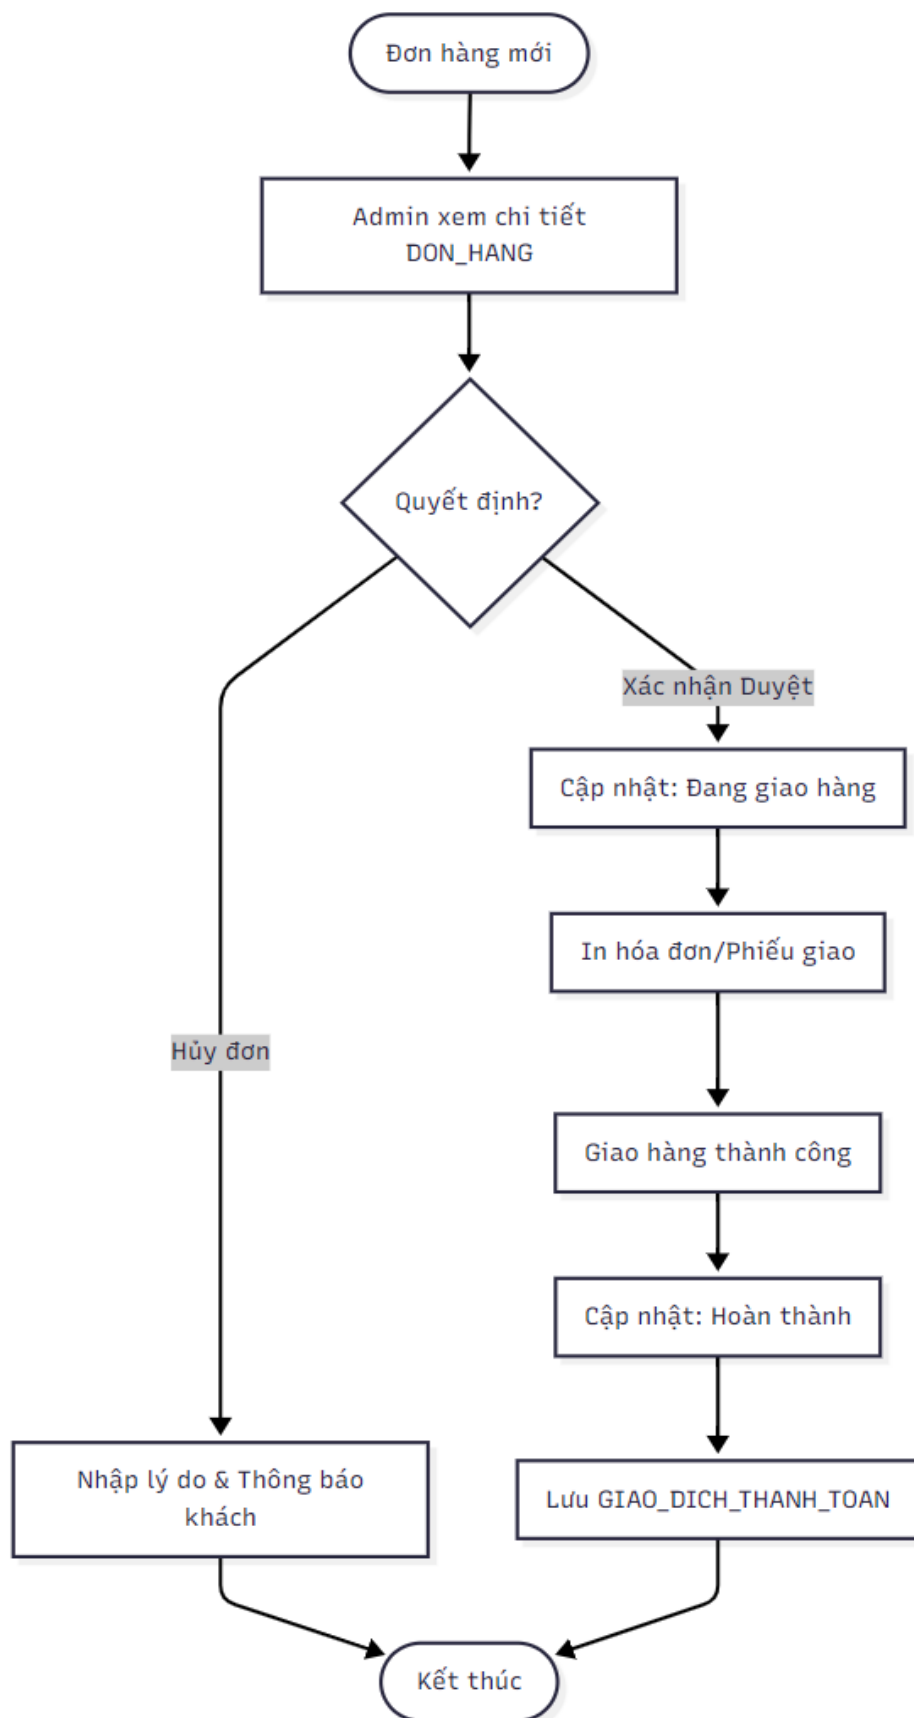 Đơn hàng mới
Admin xem chi tiết
DON_HANG
Quyết định?
Xác nhận Duyệt
Cập nhật: Đang giao hàng
In hóa đơn/Phiếu giao
Hủy đơn
Giao hàng thành công
Cập nhật: Hoàn thành
Nhập lý do & Thông báo
khách
Lưu GIAO_DICH_THANH_TOAN
Kết thúc